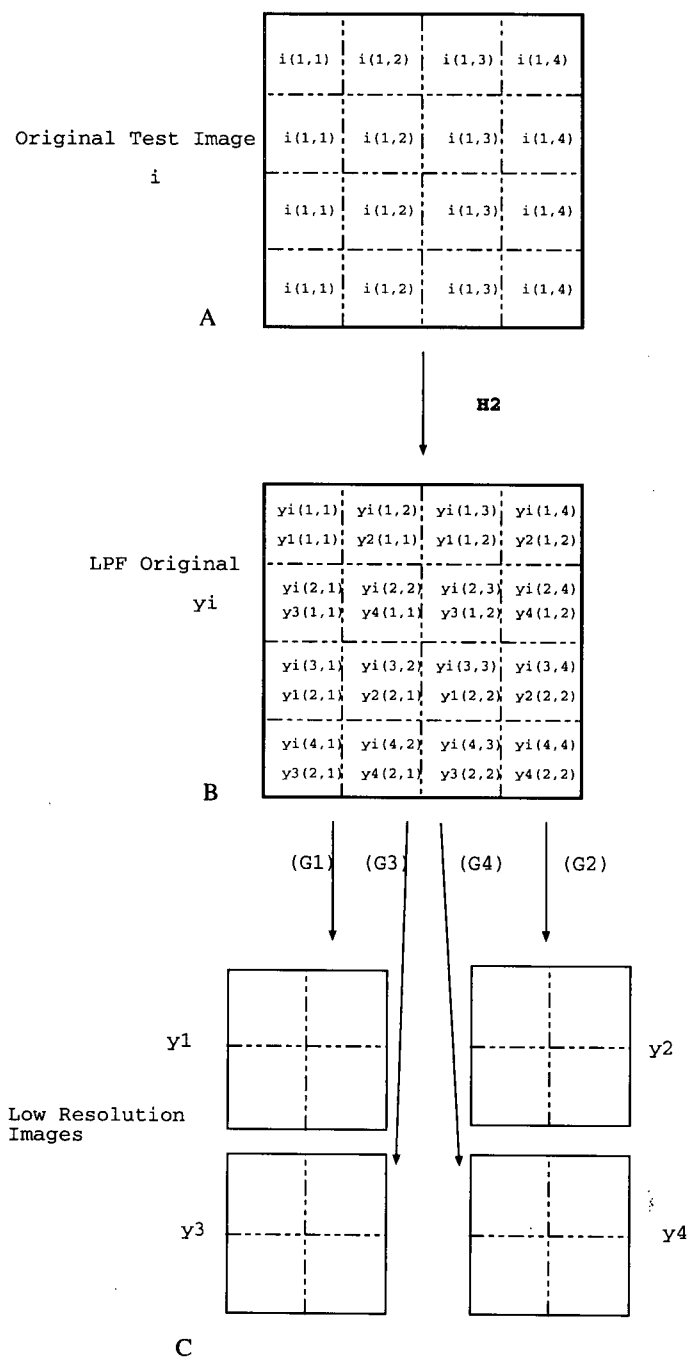 i(1,1) i(1,2) i(1,3) i(1,4)
Original Test Image
i
i(1,1) i(1,2) i(1,3) i(1,4)
i(1,1) i(1,2) i(1,3) i(1,4)
i(1,1) i(1,2) i(1,3) i(1,4)
A
H2
yi(1,1) yi(1,2) yi(1,3) yi(1,4)
y1(1,1) y2(1,1) y1(1,2) y2(1,2)
LPF Original
yi
yi(2,1) yi(2,2) yi(2,3) yi(2,4)
y3(1,1) y4(1,1) y3(1,2) y4(1,2)
yi(3,1) yi(3,2) yi(3,3) yi(3,4)
y1(2,1) y2(2,1) y1(2,2) y2(2,2)
yi(4,1) yi(4,2) yi(4,3) yi(4,4)
y3(2,1) y4(2,1) y3(2,2) y4(2,2)
B
(G1) (G3) (G4) (G2)
y1
y2
Low Resolution
Images
y3
y4
C